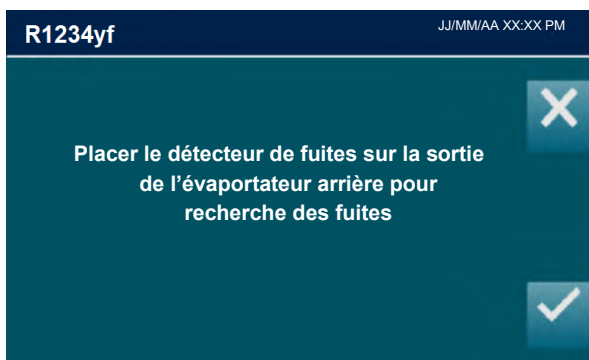 R1234yf
JJ/MM/AA XX:XX PM
Placer le détecteur de fuites sur la sortie
de l’évaportateur arrière pour
recherche des fuites